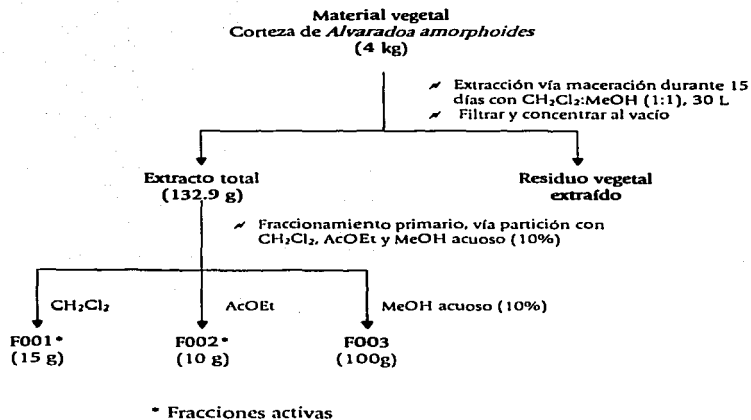 Material vegetal
Corteza de Alvaradoa amorphoides
(4 kg)
Extracción vía maceración durante 15
días con CH₂Cl₂:MeOH (1:1), 30 L
Filtrar y concentrar al vacío
Extracto total
(132.9 g)
Residuo vegetal
extraído
Fraccionamiento primario, vía partición con
CH₂Cl₂, AcOEt y MeOH acuoso (10%)
CH₂Cl₂
AcOEt
MeOH acuoso (10%)
F001*
(15 g)
F002*
(10 g)
F003
(100g)
* Fracciones activas